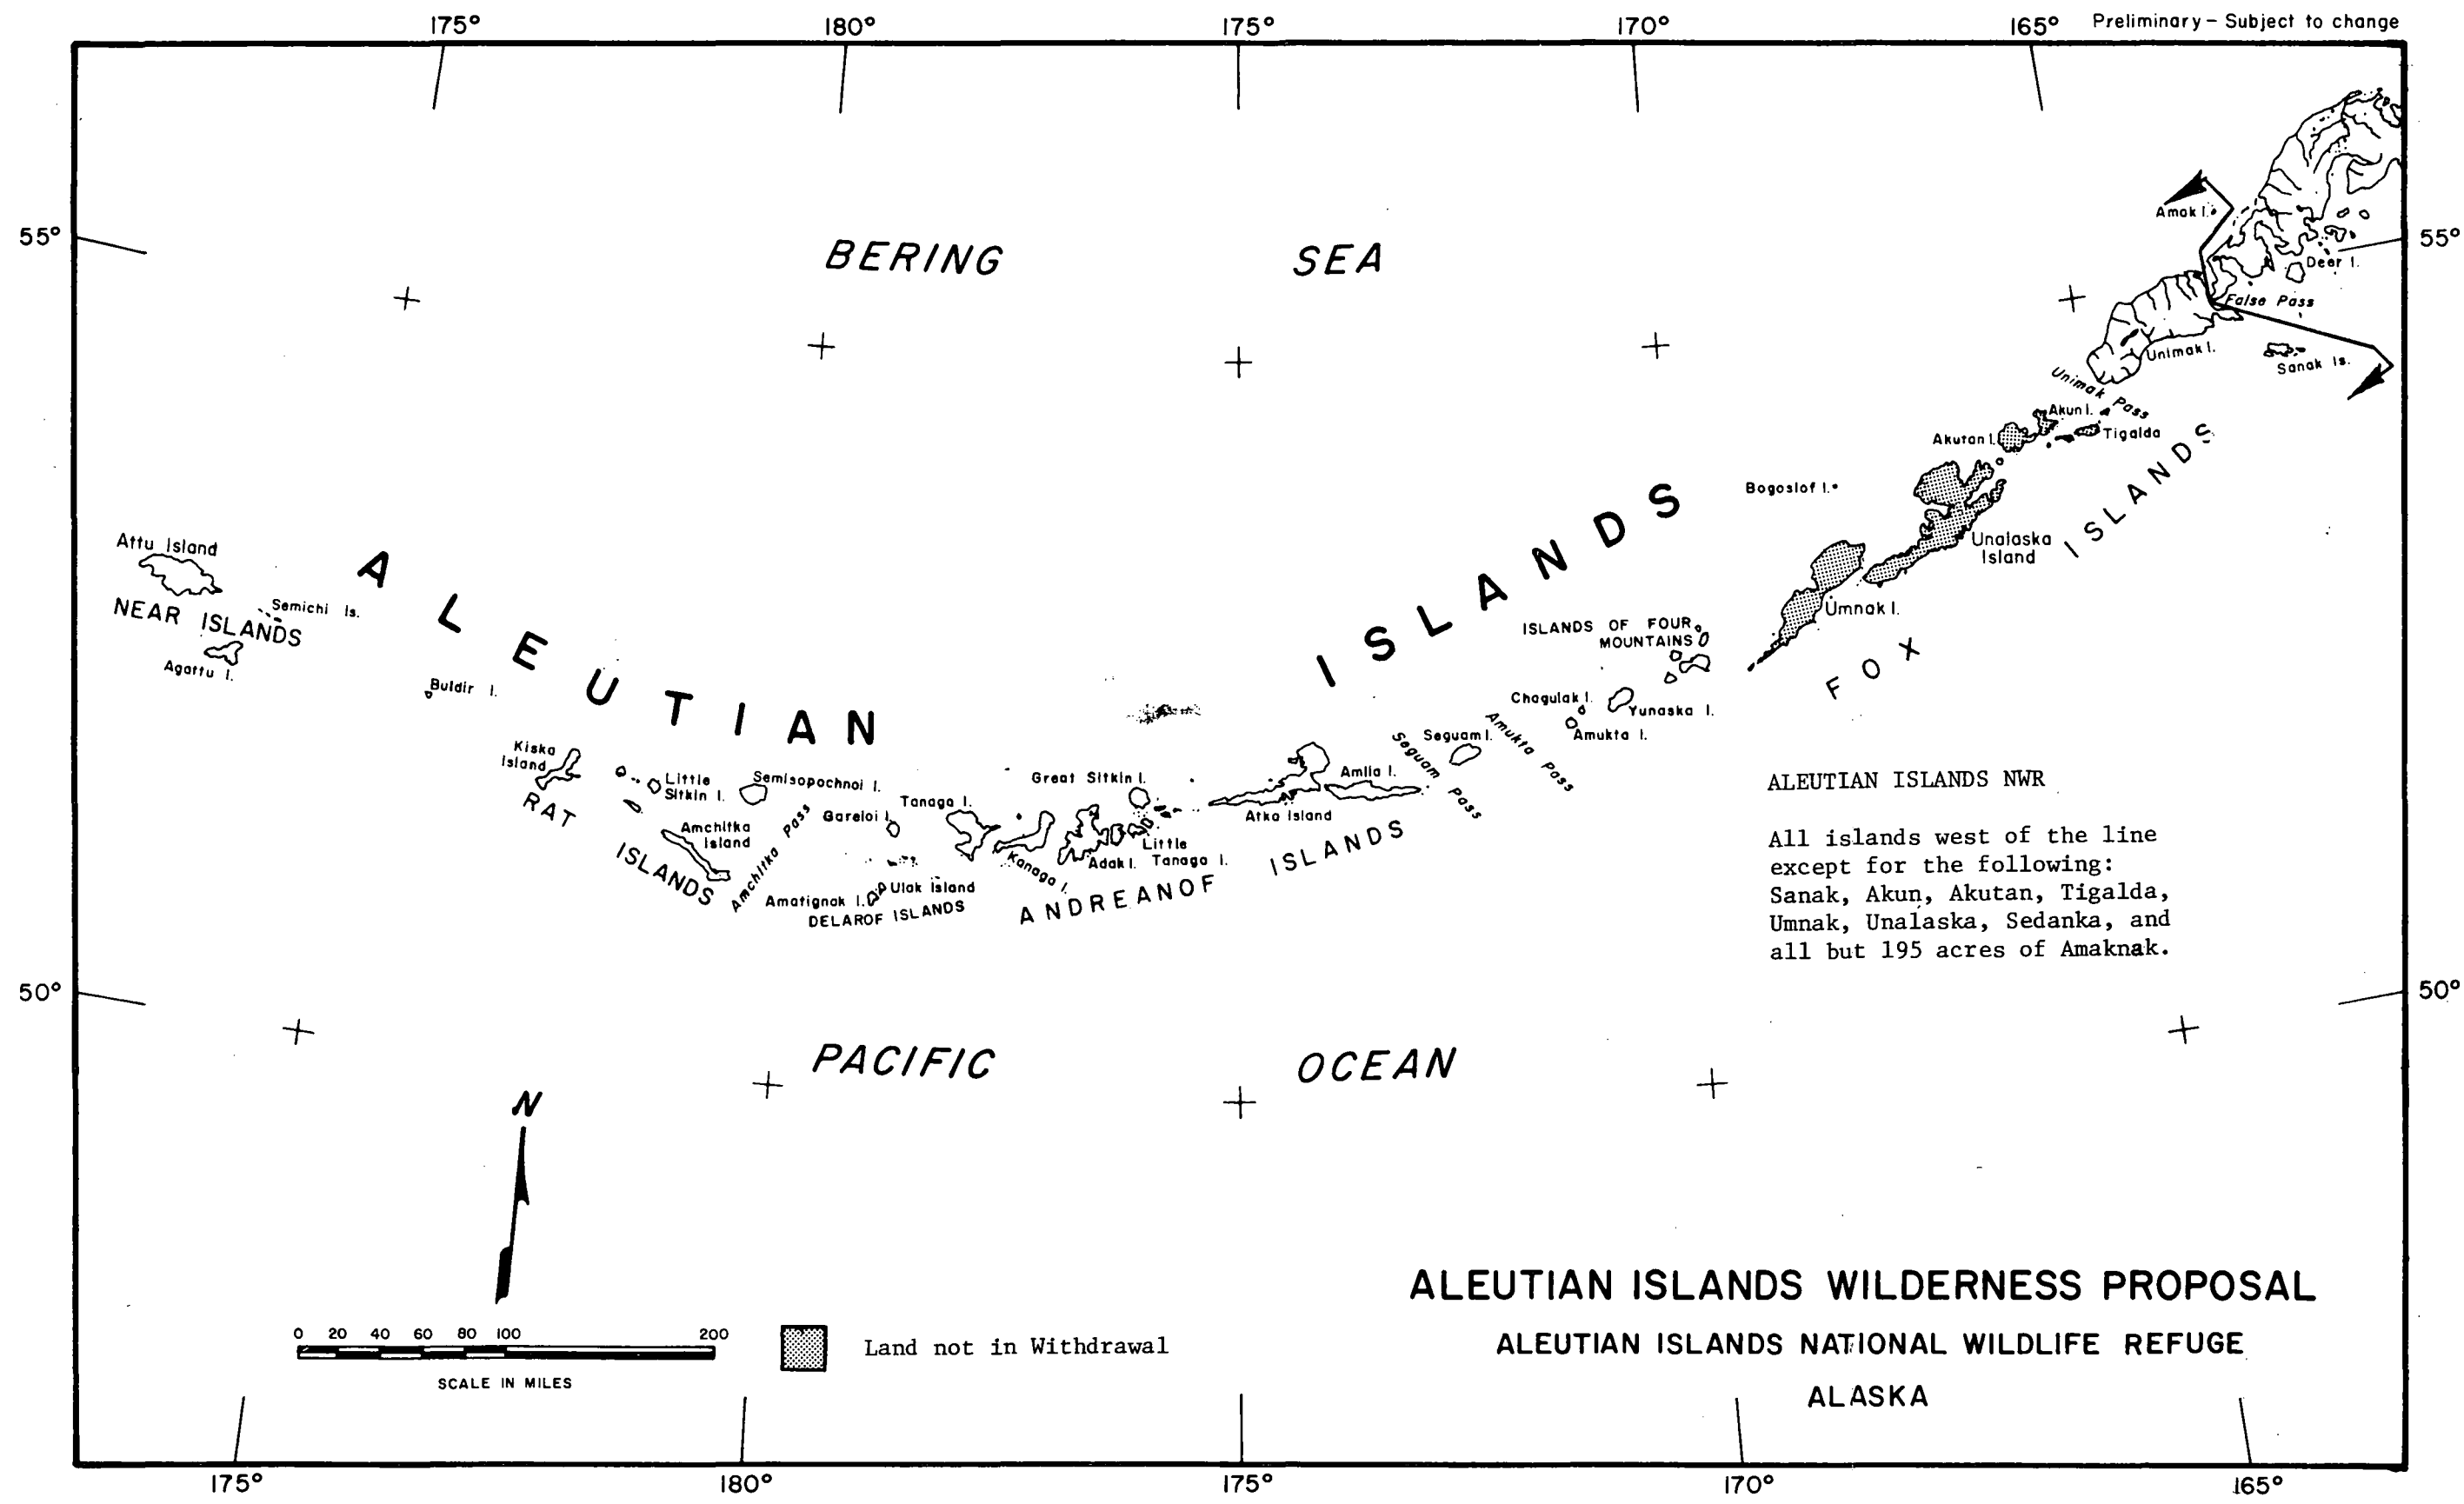 Preliminary – Subject to change
175° 180° 175° 170° 165°
55°
55°
BERING SEA
Amak I.
Deer I.
False Pass
Unimak I.
Sanak Is.
Unimak Pass
Akun I.
Akutan I.
Tigalda
Bogoslof I.
Unalaska
Island
Umnak I.
FOX ISLANDS
ALEUTIAN ISLANDS
Attu Island
NEAR ISLANDS
Semichi Is.
Agattu I.
Buldir I.
ISLANDS OF FOUR
MOUNTAINS
Chagulak I.
Yunaska I.
Amukta I.
Amukta Pass
Seguam I.
Seguam Pass
Kiska
Island
RAT ISLANDS
Little
Sitkin I.
Semisopochnoi I.
Amchitka
Island
Amchitka Pass
Gareloi I.
Tanaga I.
Great Sitkin I.
Amlia I.
Atka Island
Kanaga I.
Adak I.
Little
Tanaga I.
Ulak Island
Amatignak I.
DELAROF ISLANDS
ANDREANOF ISLANDS
ALEUTIAN ISLANDS NWR
All islands west of the line
except for the following:
Sanak, Akun, Akutan, Tigalda,
Umnak, Unalaska, Sedanka, and
all but 195 acres of Amaknak.
50°
50°
PACIFIC OCEAN
N
0 20 40 60 80 100 200
SCALE IN MILES
Land not in Withdrawal
ALEUTIAN ISLANDS WILDERNESS PROPOSAL
ALEUTIAN ISLANDS NATIONAL WILDLIFE REFUGE
ALASKA
175° 180° 175° 170° 165°